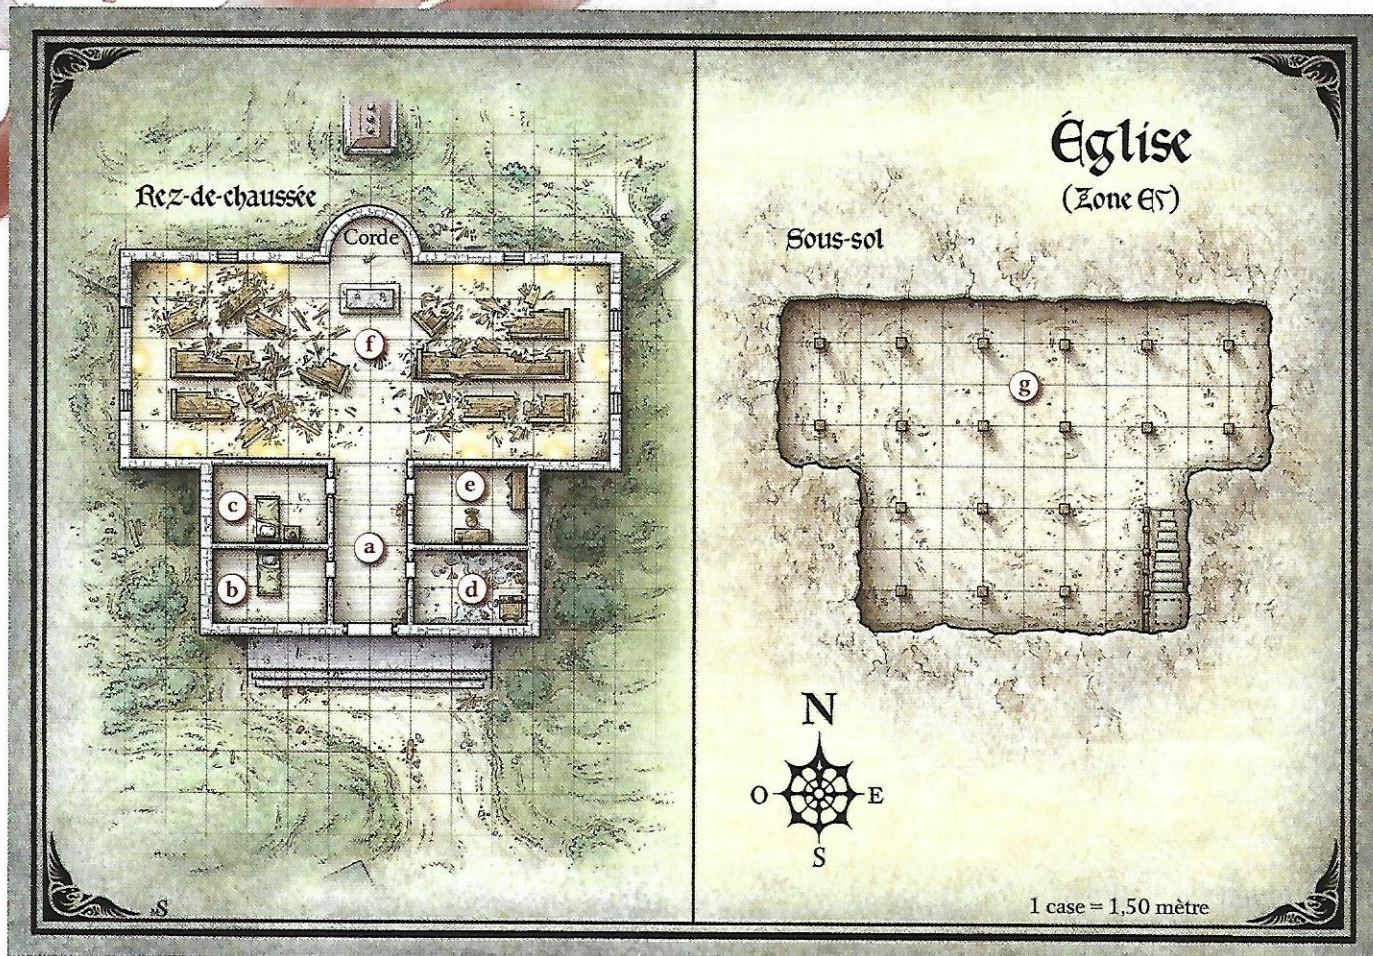 Église
(Zone E5)
Rez-de-chaussée
Corde
f
c
e
a
b
d
Sous-sol
g
N
O
E
S
1 case = 1,50 mètre